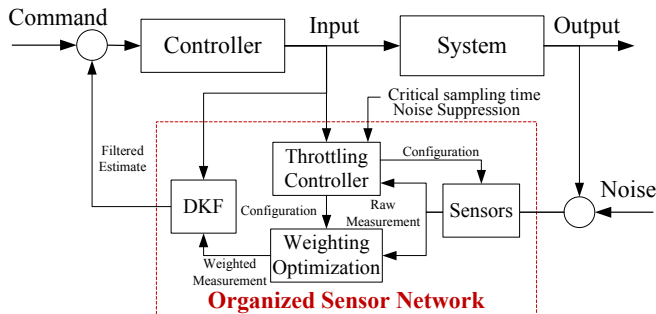 Command
Controller
Input
System
Output
Critical sampling time
Noise Suppression
Filtered
Estimate
Throttling
Controller
Configuration
DKF
Configuration
Raw
Measurement
Sensors
Noise
Weighting
Optimization
Weighted
Measurement
Organized Sensor Network